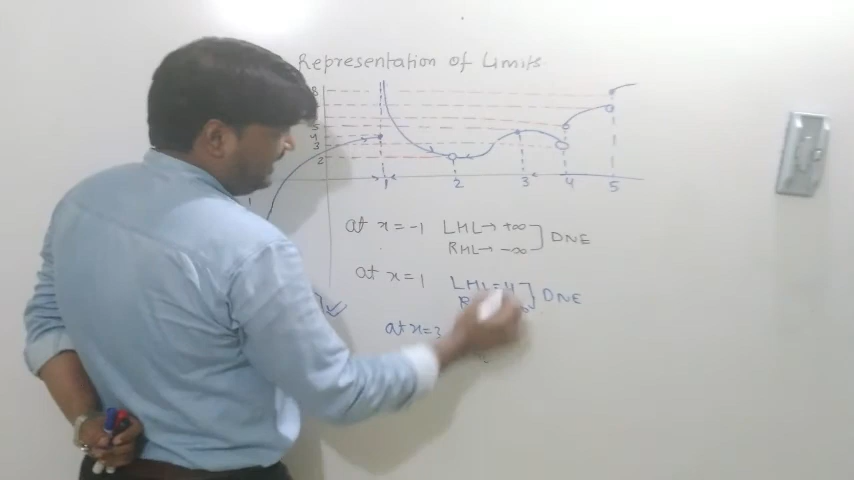 Representation of Limits
8
5
4
3
2
1 2 3 4 5
at x = -1 LHL → +∞
RHL → -∞ ] DNE
at x = 1 LHL = 4
R ] DNE
at x = 3